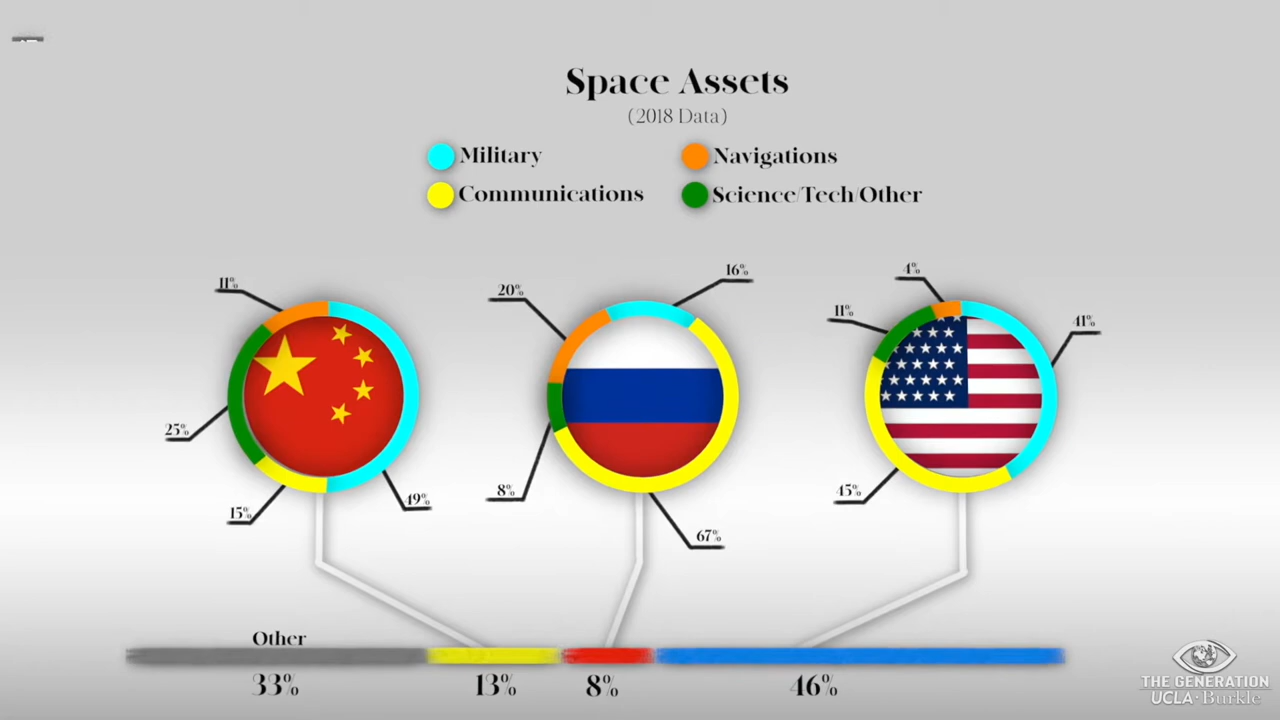 Space Assets
(2018 Data)
Military
Navigations
Communications
Science/Tech/Other
4%
16%
11%
20%
11%
41%
25%
45%
8%
49%
15%
67%
Other
33%
13%
8%
46%
THE GENERATION
UCLA·Burkle